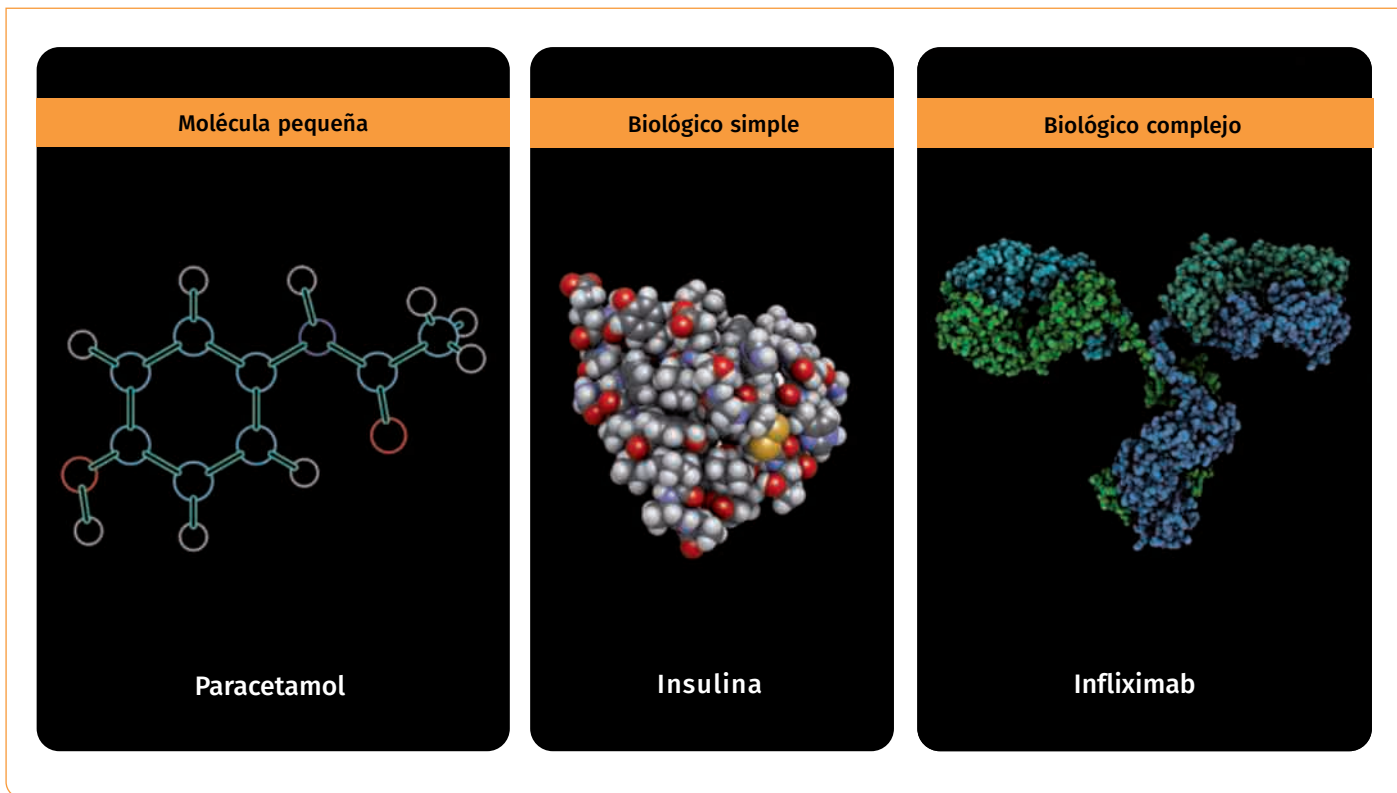 Molécula pequeña
Biológico simple
Biológico complejo
Paracetamol
Insulina
Infliximab